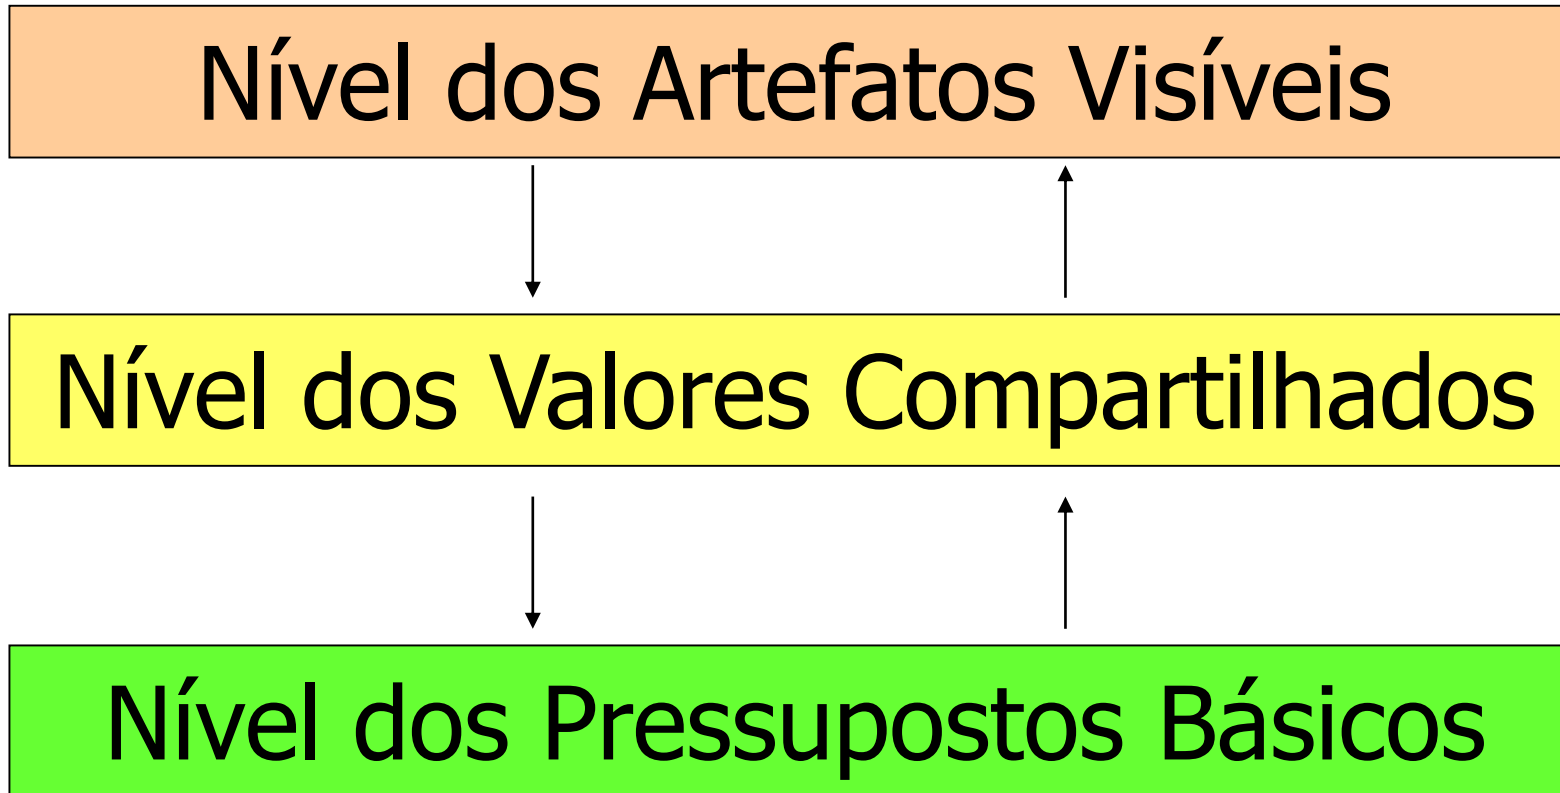 Nível dos Artefatos Visíveis
Nível dos Valores Compartilhados
Nível dos Pressupostos Básicos